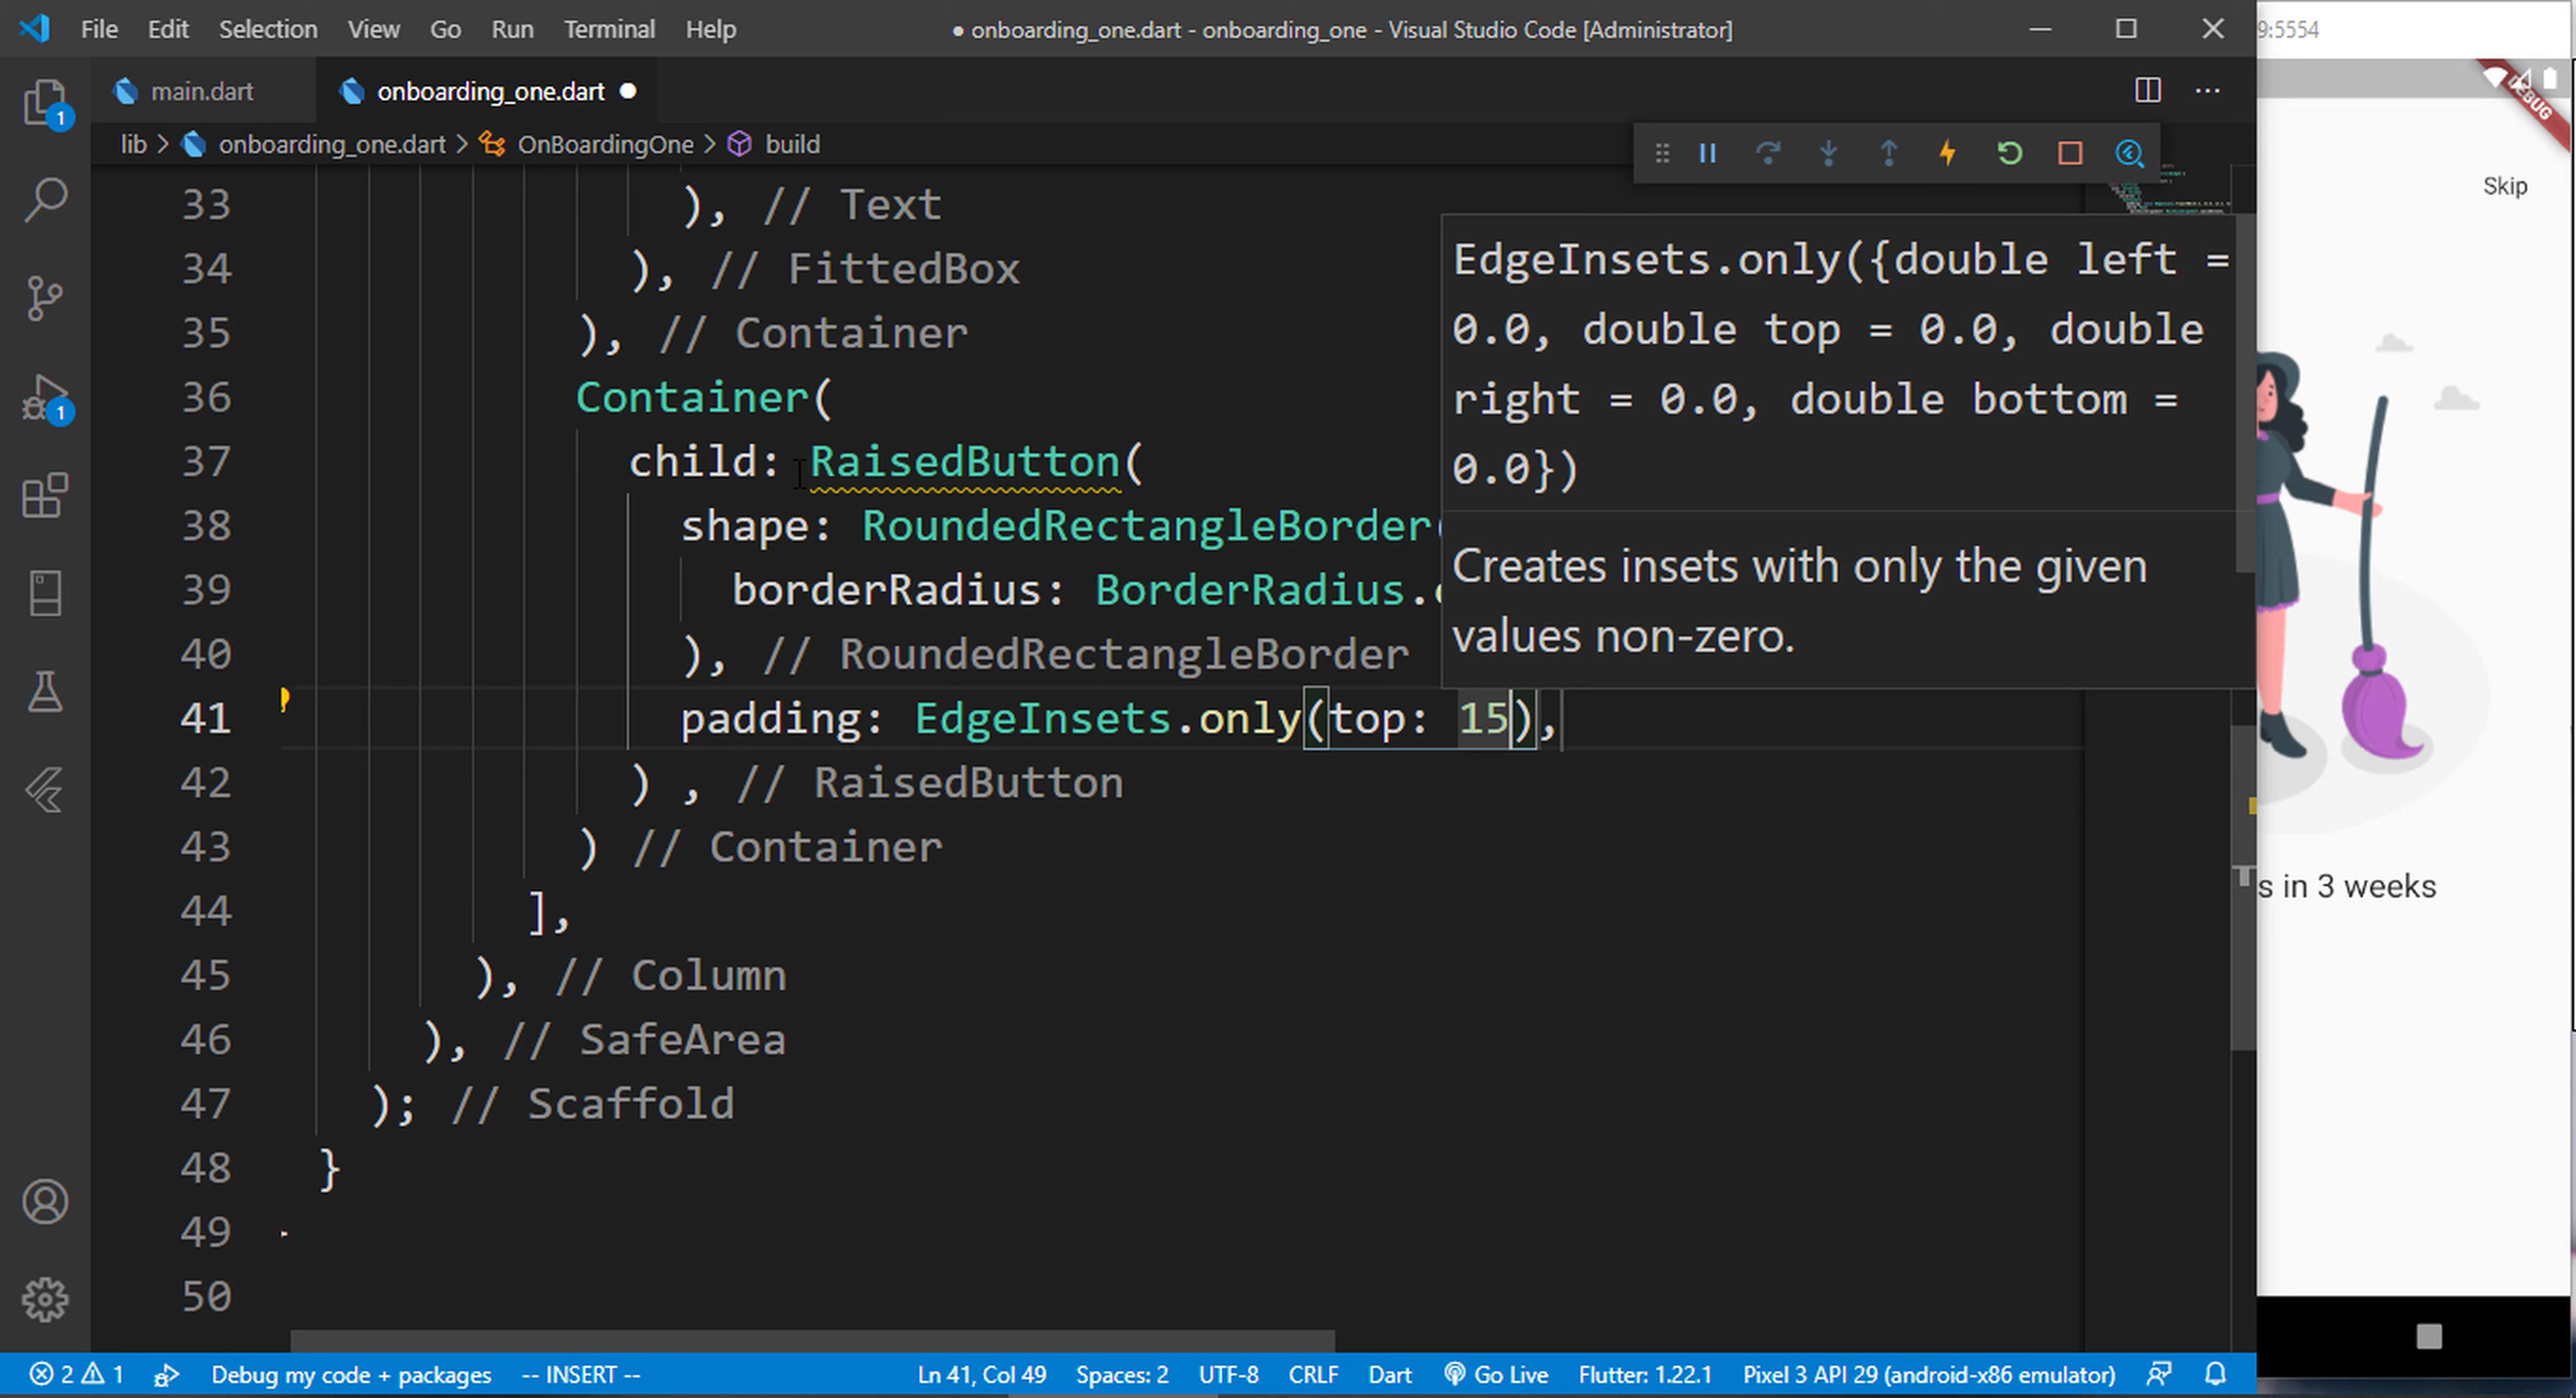 File Edit Selection View Go Run Terminal Help ● onboarding_one.dart - onboarding_one - Visual Studio Code [Administrator]
9:5554
main.dart onboarding_one.dart
lib > onboarding_one.dart > OnBoardingOne > build
DEBUG
Skip
33 ), // Text
34 ), // FittedBox
35 ), // Container
36 Container(
37 child: RaisedButton(
38 shape: RoundedRectangleBorder(
39 borderRadius: BorderRadius.
40 ), // RoundedRectangleBorder
41 padding: EdgeInsets.only(top: 15),
42 ) , // RaisedButton
43 ) // Container
44 ],
45 ), // Column
46 ), // SafeArea
47 ); // Scaffold
48 }
49
50
EdgeInsets.only({double left =
0.0, double top = 0.0, double
right = 0.0, double bottom =
0.0})
Creates insets with only the given
values non-zero.
s in 3 weeks
1
1
2 1 Debug my code + packages -- INSERT -- Ln 41, Col 49 Spaces: 2 UTF-8 CRLF Dart Go Live Flutter: 1.22.1 Pixel 3 API 29 (android-x86 emulator)